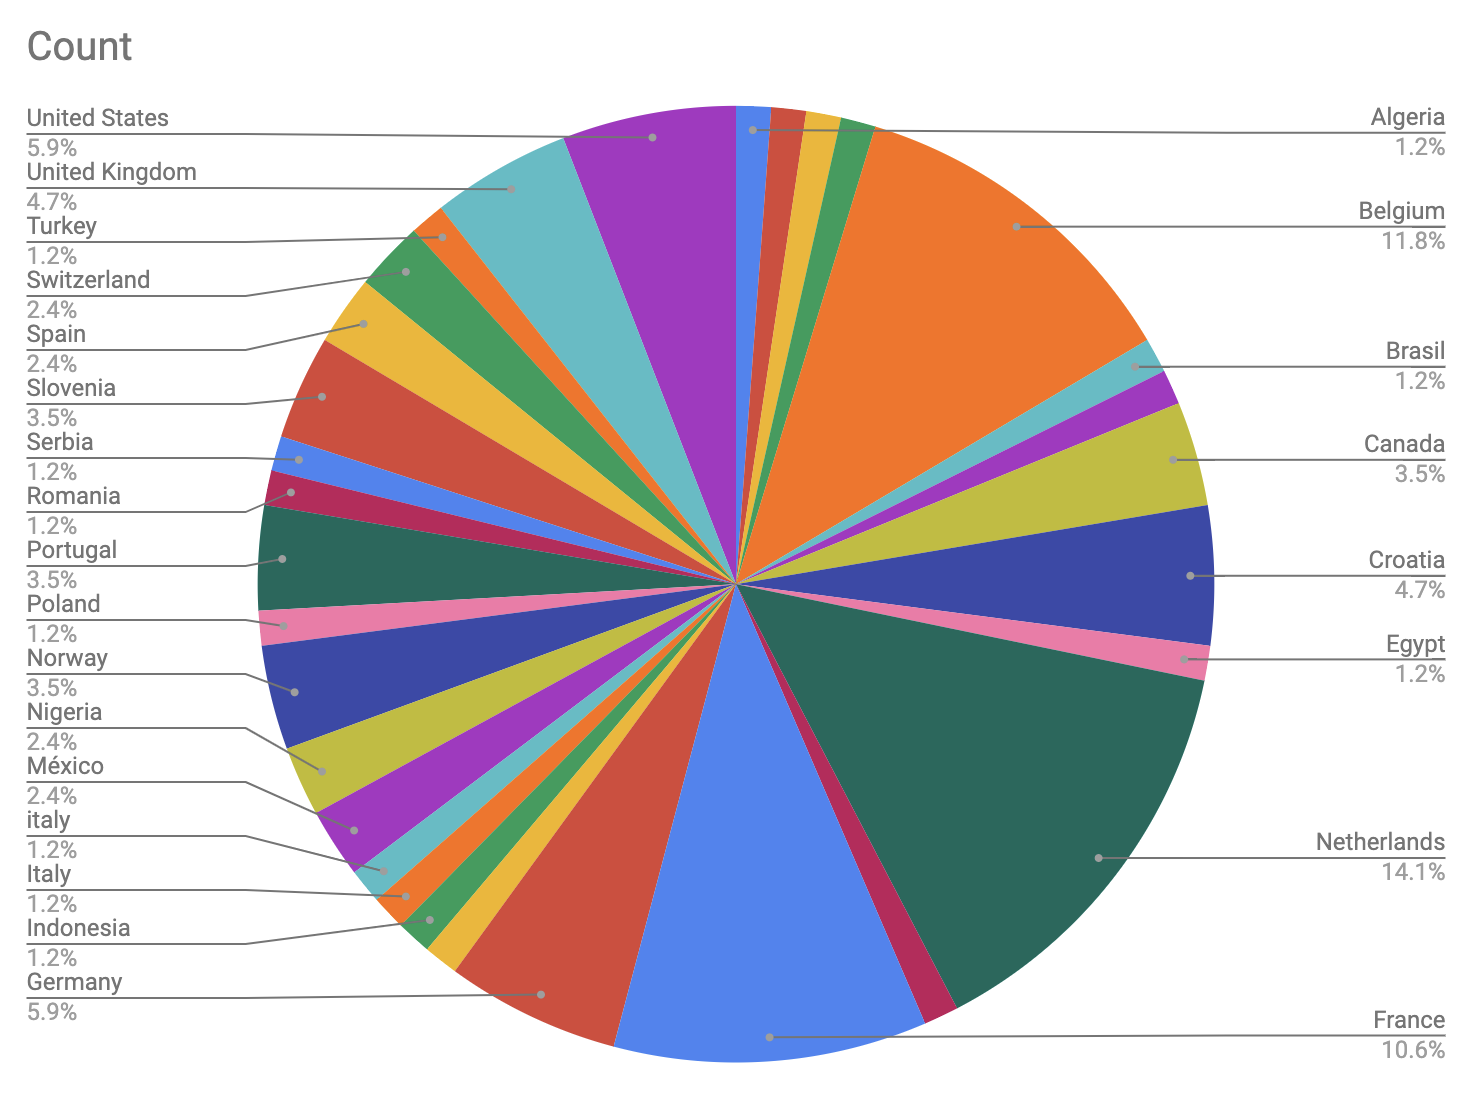 Count
United States
5.9%
United Kingdom
4.7%
Turkey
1.2%
Switzerland
2.4%
Spain
2.4%
Slovenia
3.5%
Serbia
1.2%
Romania
1.2%
Portugal
3.5%
Poland
1.2%
Norway
3.5%
Nigeria
2.4%
México
2.4%
italy
1.2%
Italy
1.2%
Indonesia
1.2%
Germany
5.9%
Algeria
1.2%
Belgium
11.8%
Brasil
1.2%
Canada
3.5%
Croatia
4.7%
Egypt
1.2%
Netherlands
14.1%
France
10.6%